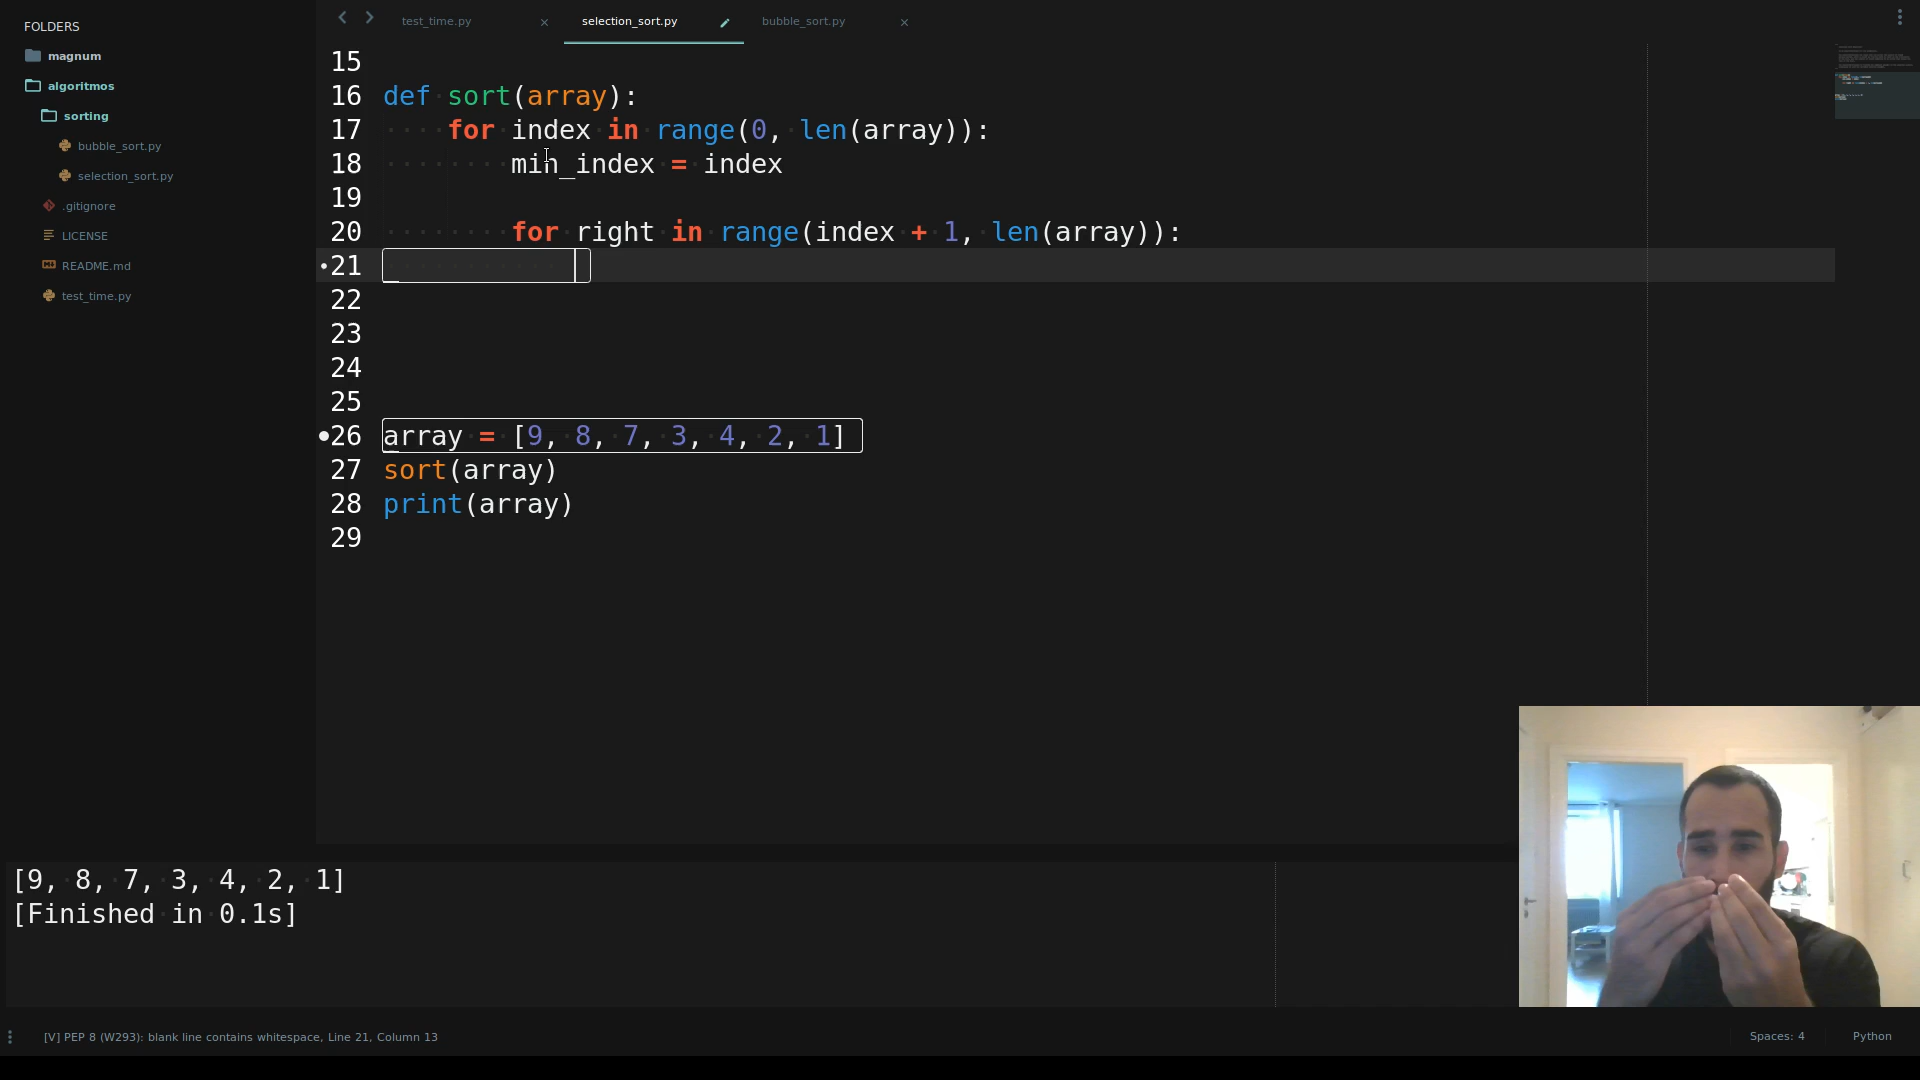 FOLDERS
magnum
algoritmos
sorting
bubble_sort.py
selection_sort.py
.gitignore
LICENSE
README.md
test_time.py
test_time.py
selection_sort.py
bubble_sort.py
15
16 def sort(array):
17 for index in range(0, len(array)):
18 min_index = index
19
20 for right in range(index + 1, len(array)):
21
22
23
24
25
26 array = [9, 8, 7, 3, 4, 2, 1]
27 sort(array)
28 print(array)
29
[9, 8, 7, 3, 4, 2, 1]
[Finished in 0.1s]
[V] PEP 8 (W293): blank line contains whitespace, Line 21, Column 13
Spaces: 4
Python